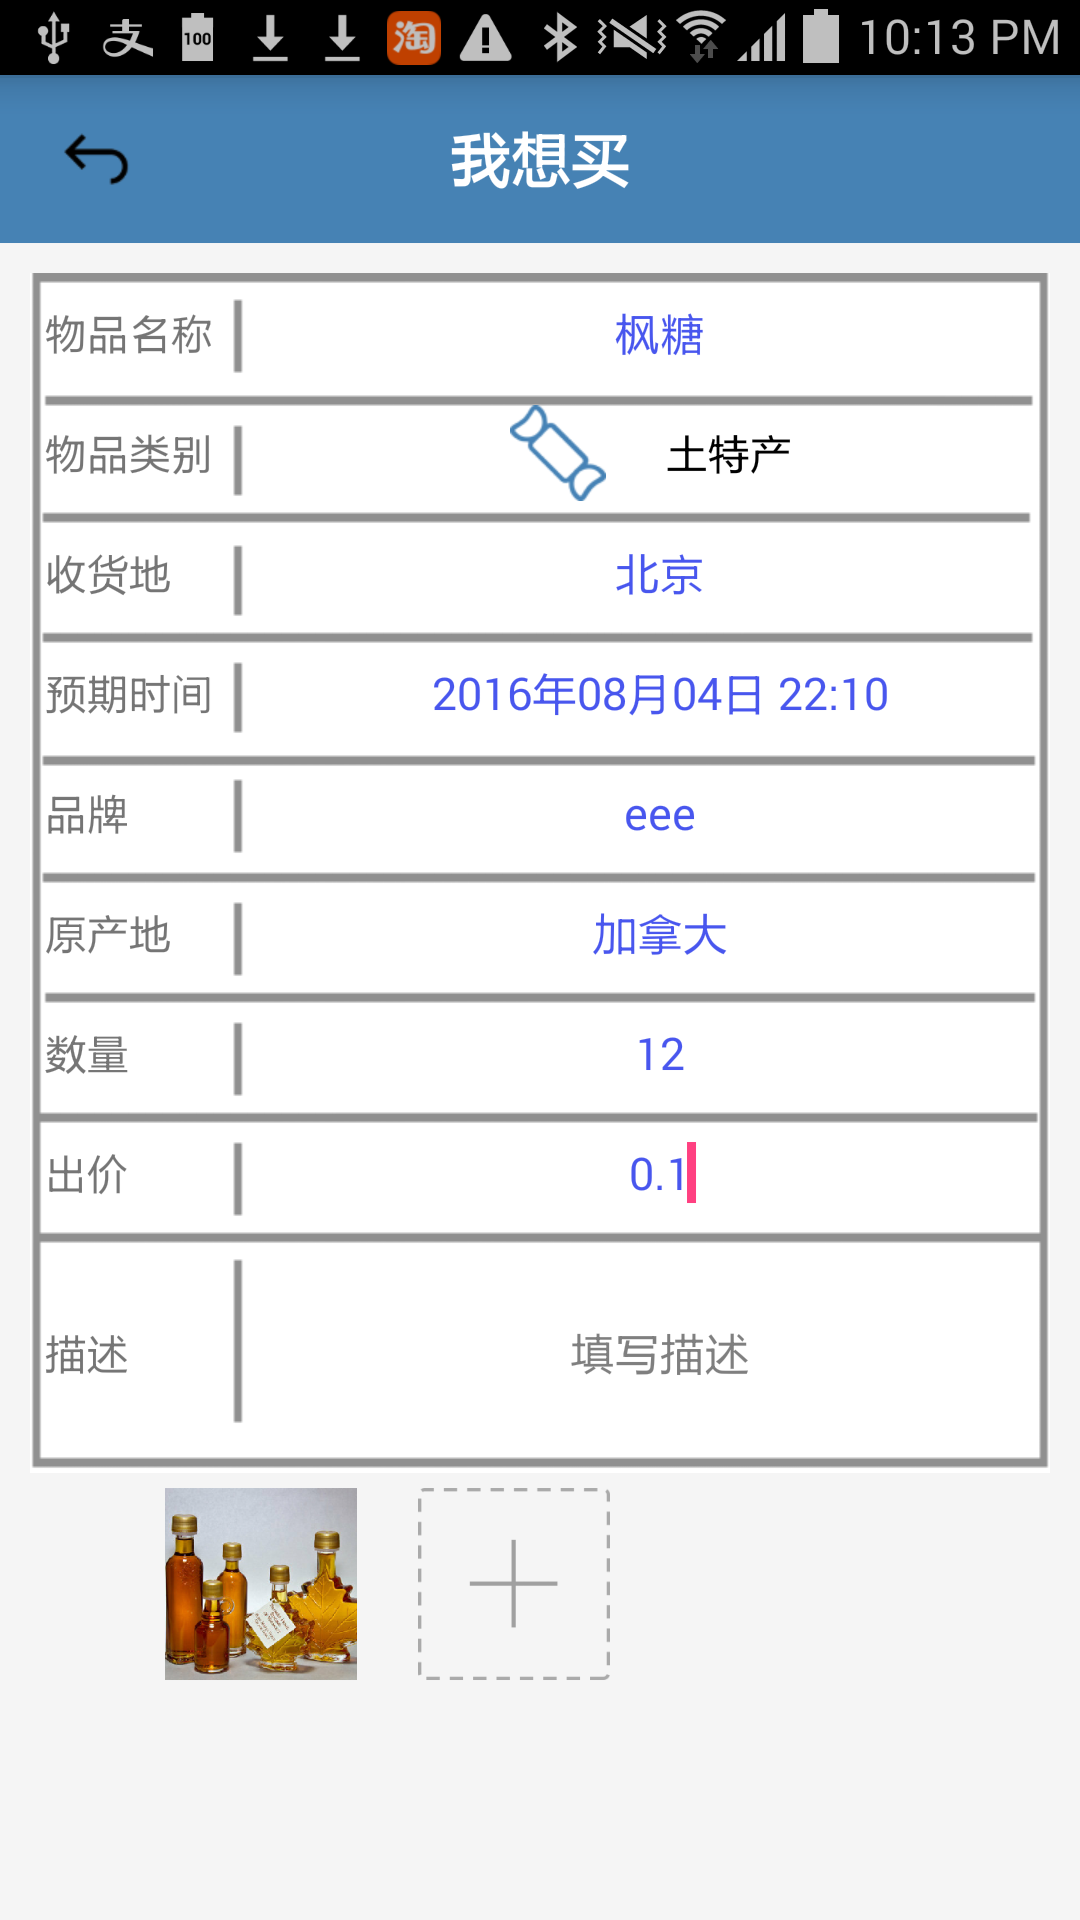 100
淘
10:13 PM
我想买
物品名称 枫糖
物品类别 土特产
收货地 北京
预期时间 2016年08月04日 22:10
品牌 eee
原产地 加拿大
数量 12
出价 0.1
描述 填写描述